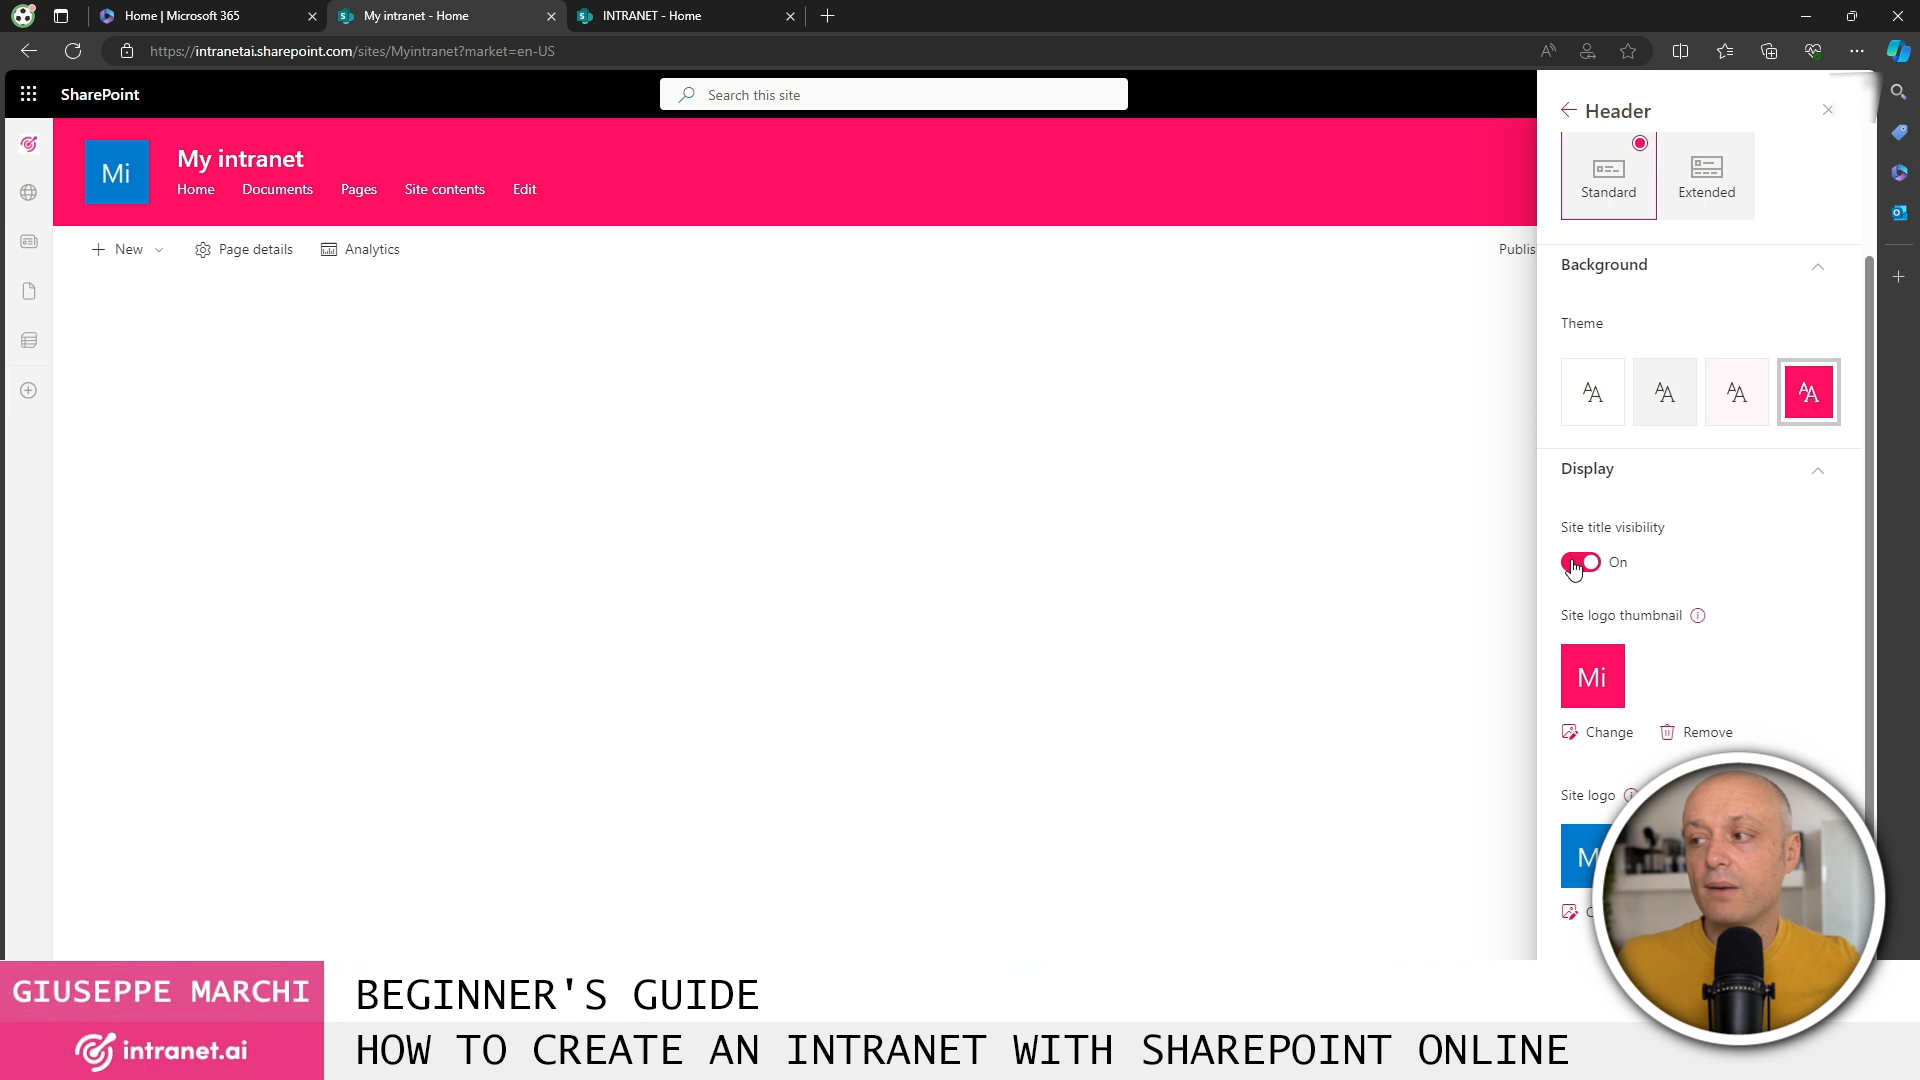 Home | Microsoft 365
My intranet - Home
INTRANET - Home
https://intranetai.sharepoint.com/sites/Myintranet?market=en-US
SharePoint
Search this site
Mi
My intranet
Home Documents Pages Site contents Edit
New Page details Analytics
Publis
Header
Standard
Extended
Background
Theme
Display
Site title visibility
On
Site logo thumbnail
Mi
Change Remove
Site logo
GIUSEPPE MARCHI
intranet.ai
BEGINNER'S GUIDE
HOW TO CREATE AN INTRANET WITH SHAREPOINT ONLINE